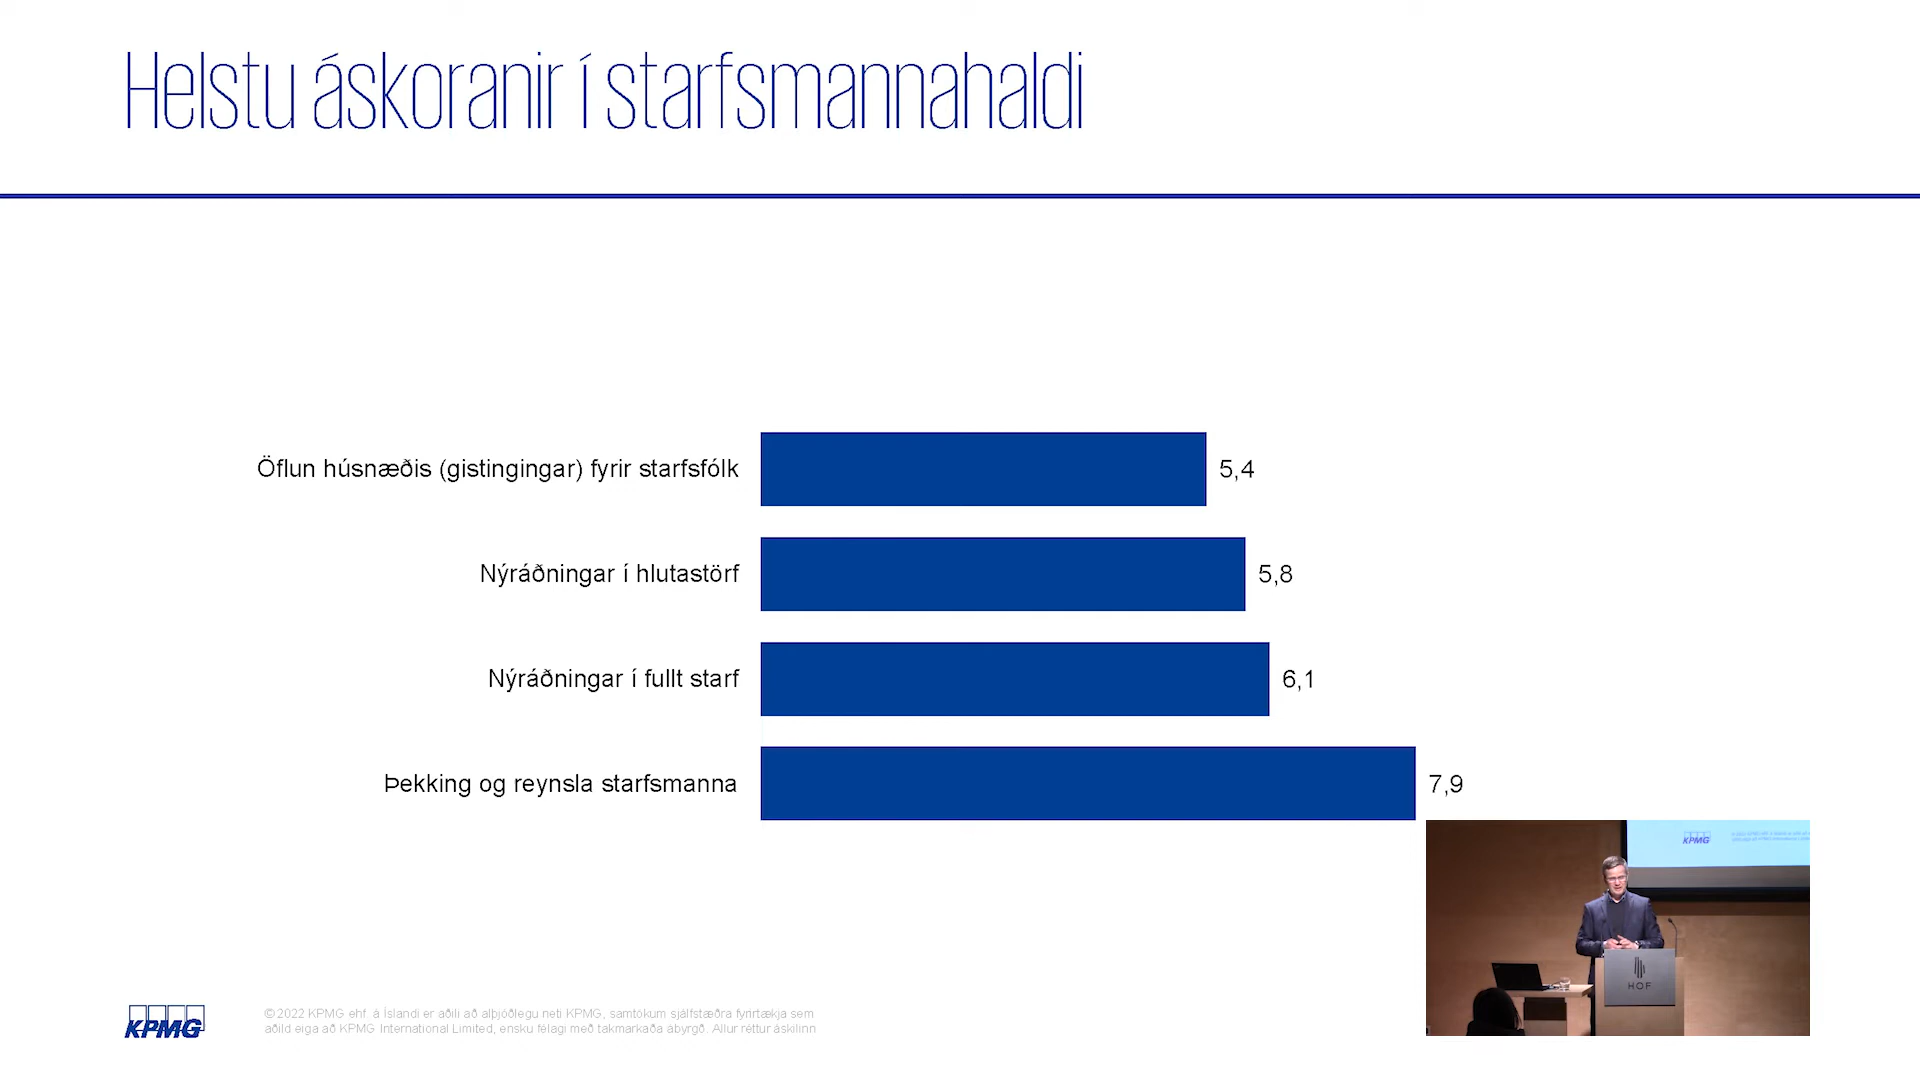 Helstu áskoranir í starfsmannahaldi
Öflun húsnæðis (gistingingar) fyrir starfsfólk
5,4
Nýráðningar í hlutastörf
5,8
Nýráðningar í fullt starf
6,1
Þekking og reynsla starfsmanna
7,9
KPMG
HOF
KPMG
© 2022 KPMG ehf. á Íslandi er aðili að alþjóðlegu neti KPMG, samtökum sjálfstæðra fyrirtækja sem
aðild eiga að KPMG International Limited, ensku félagi með takmarkaða ábyrgð. Allur réttur áskilinn